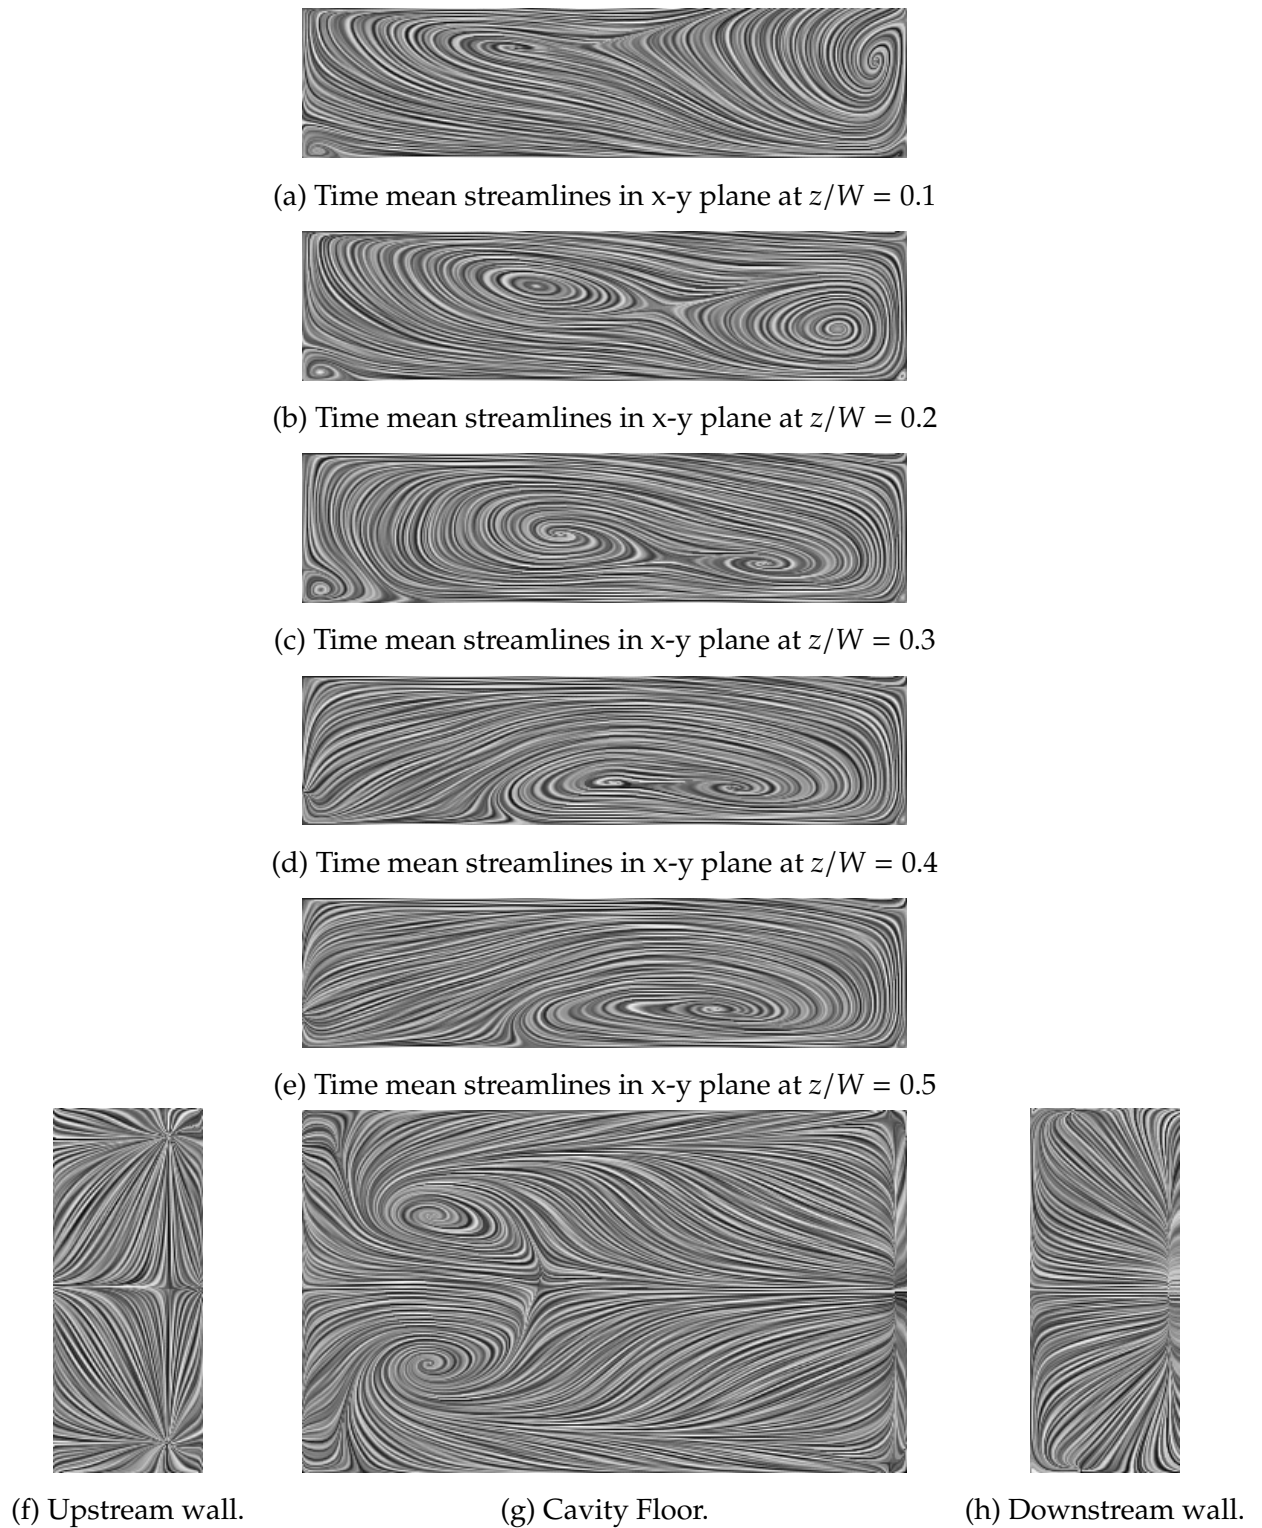 (a) Time mean streamlines in x-y plane at z/W = 0.1
(b) Time mean streamlines in x-y plane at z/W = 0.2
(c) Time mean streamlines in x-y plane at z/W = 0.3
(d) Time mean streamlines in x-y plane at z/W = 0.4
(e) Time mean streamlines in x-y plane at z/W = 0.5
(f) Upstream wall.
(g) Cavity Floor.
(h) Downstream wall.